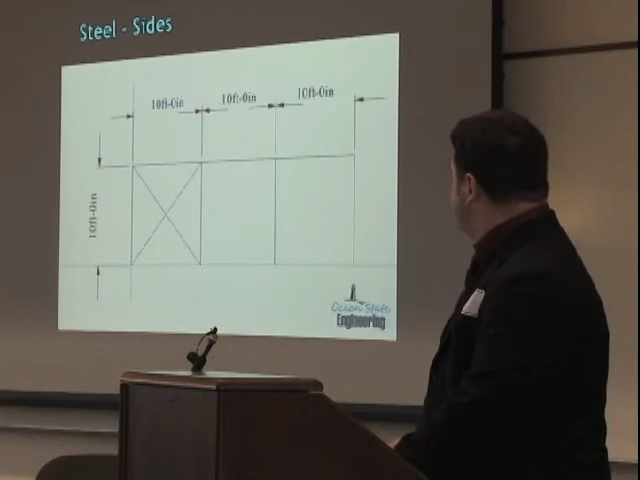 Steel - Sides
10ft-0in
10ft-0in
10ft-0in
10ft-0in
Ocean State
Engineering